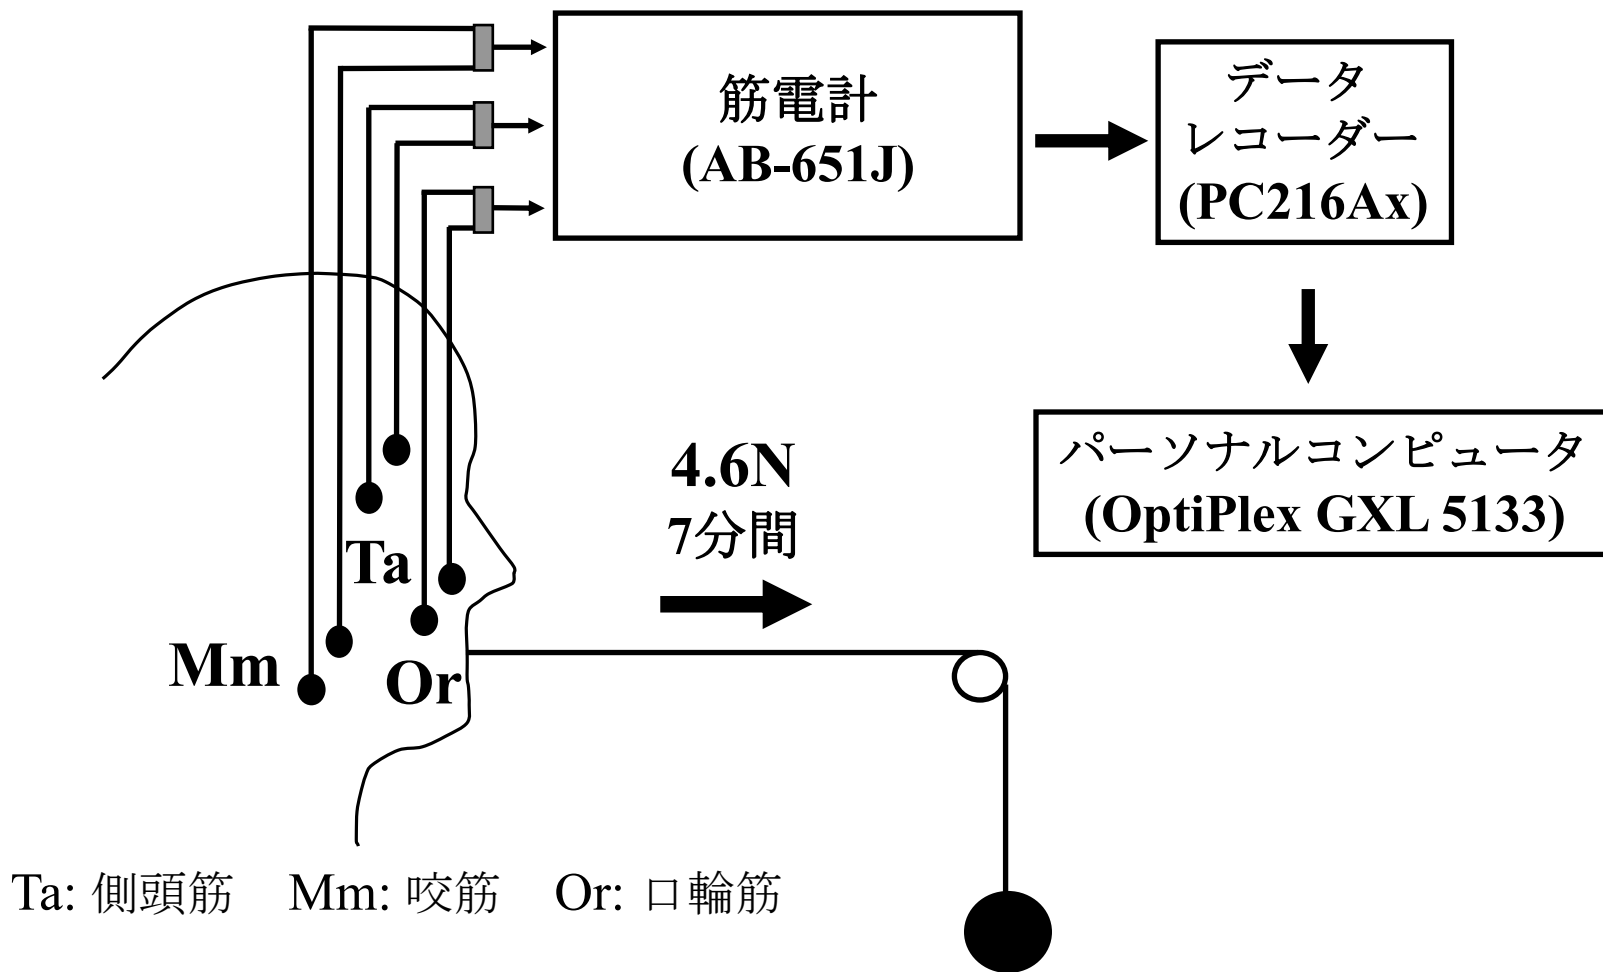 筋電計
(AB-651J)
データ
レコーダー
(PC216Ax)
パーソナルコンピュータ
(OptiPlex GXL 5133)
4.6N
7分間
Ta
Mm
Or
Ta: 側頭筋 Mm: 咬筋 Or: 口輪筋